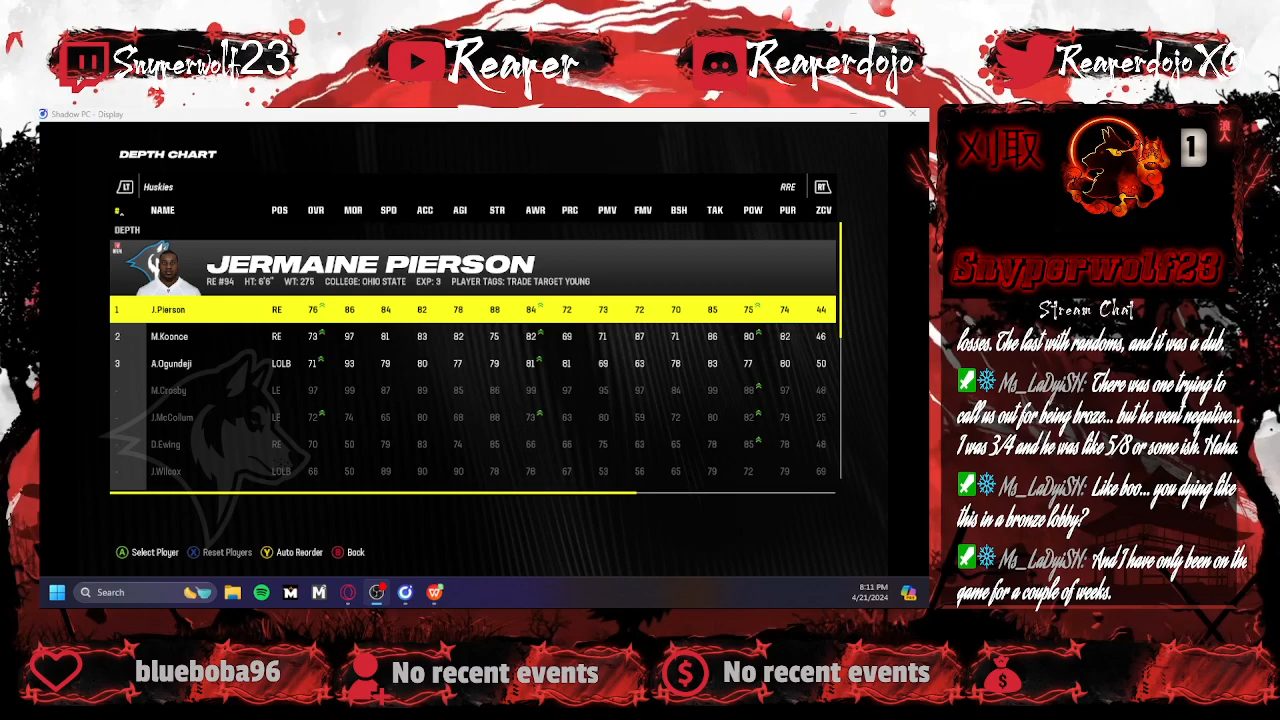 Snyperwolf23
Reaper
Reaperdojo
ReaperdojoXO
Shadow PC - Display
刈取
浪人
1
DEPTH CHART
LT Huskies RRE RT
# NAME POS OVR MOR SPD ACC AGI STR AWR PRC PMV FMV BSH TAK POW PUR ZCV
DEPTH
JERMAINE PIERSON
RE #94 HT: 6'6" WT: 275 COLLEGE: OHIO STATE EXP: 3 PLAYER TAGS: TRADE TARGET YOUNG
1 J.Pierson RE 76 86 84 82 78 88 84 72 73 72 70 85 75 74 44
2 M.Koonce RE 73 97 81 83 82 75 82 69 71 87 71 86 80 82 46
3 A.Ogundeji LOLB 71 93 79 80 77 79 81 81 69 63 78 83 77 80 50
- M.Crosby LE 97 99 87 89 85 86 99 97 95 97 84 99 88 97 48
- J.McCollum LE 72 74 65 80 68 88 73 63 80 59 72 80 82 79 25
- D.Ewing RE 70 50 79 83 74 85 66 66 75 63 65 78 85 78 48
- J.Wilcox LOLB 66 50 89 90 90 78 78 67 53 56 65 79 72 79 69
A Select Player X Reset Players Y Auto Reorder B Back
Search
8:11 PM
4/21/2024
Snyperwolf23
Stream Chat
losses. The last with randoms, and it was a dub.
Ms_LaDyiSH: There was one trying to
call us out for being broze... but he went negative...
I was 3/4 and he was like 5/8 or some ish. Haha.
Ms_LaDyiSH: Like boo... you dying like
this in a bronze lobby?
Ms_LaDyiSH: And I have only been on the
game for a couple of weeks.
blueboba96
No recent events
No recent events